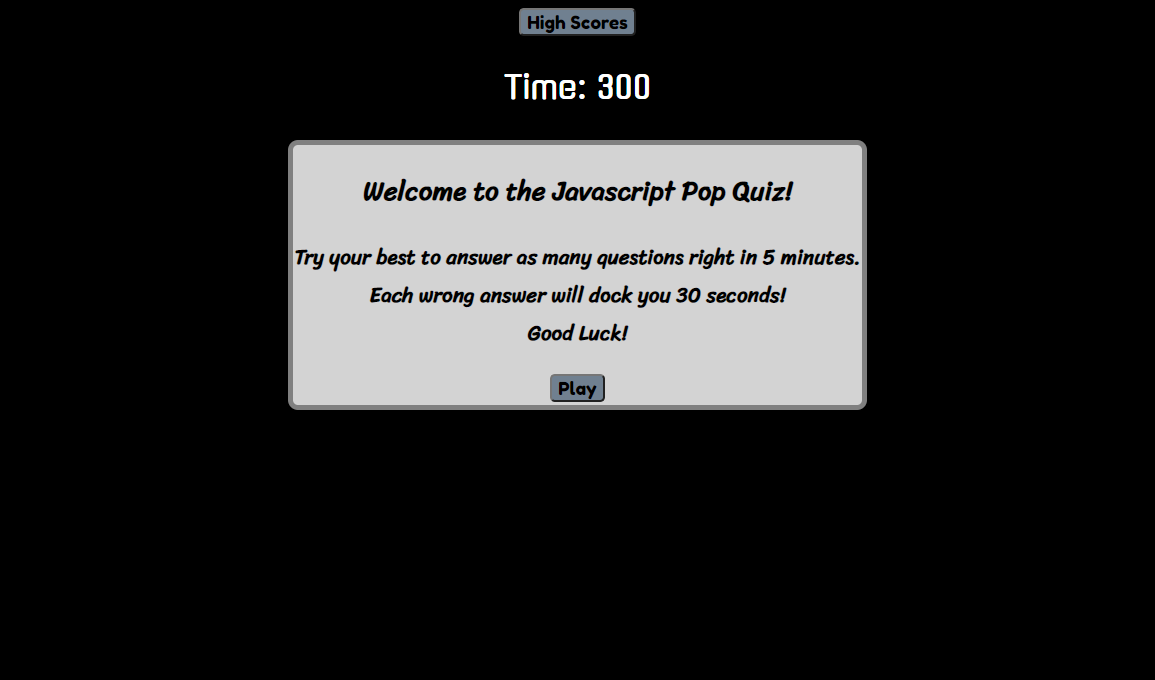 High Scores
Time: 300
Welcome to the Javascript Pop Quiz!
Try your best to answer as many questions right in 5 minutes.
Each wrong answer will dock you 30 seconds!
Good Luck!
Play